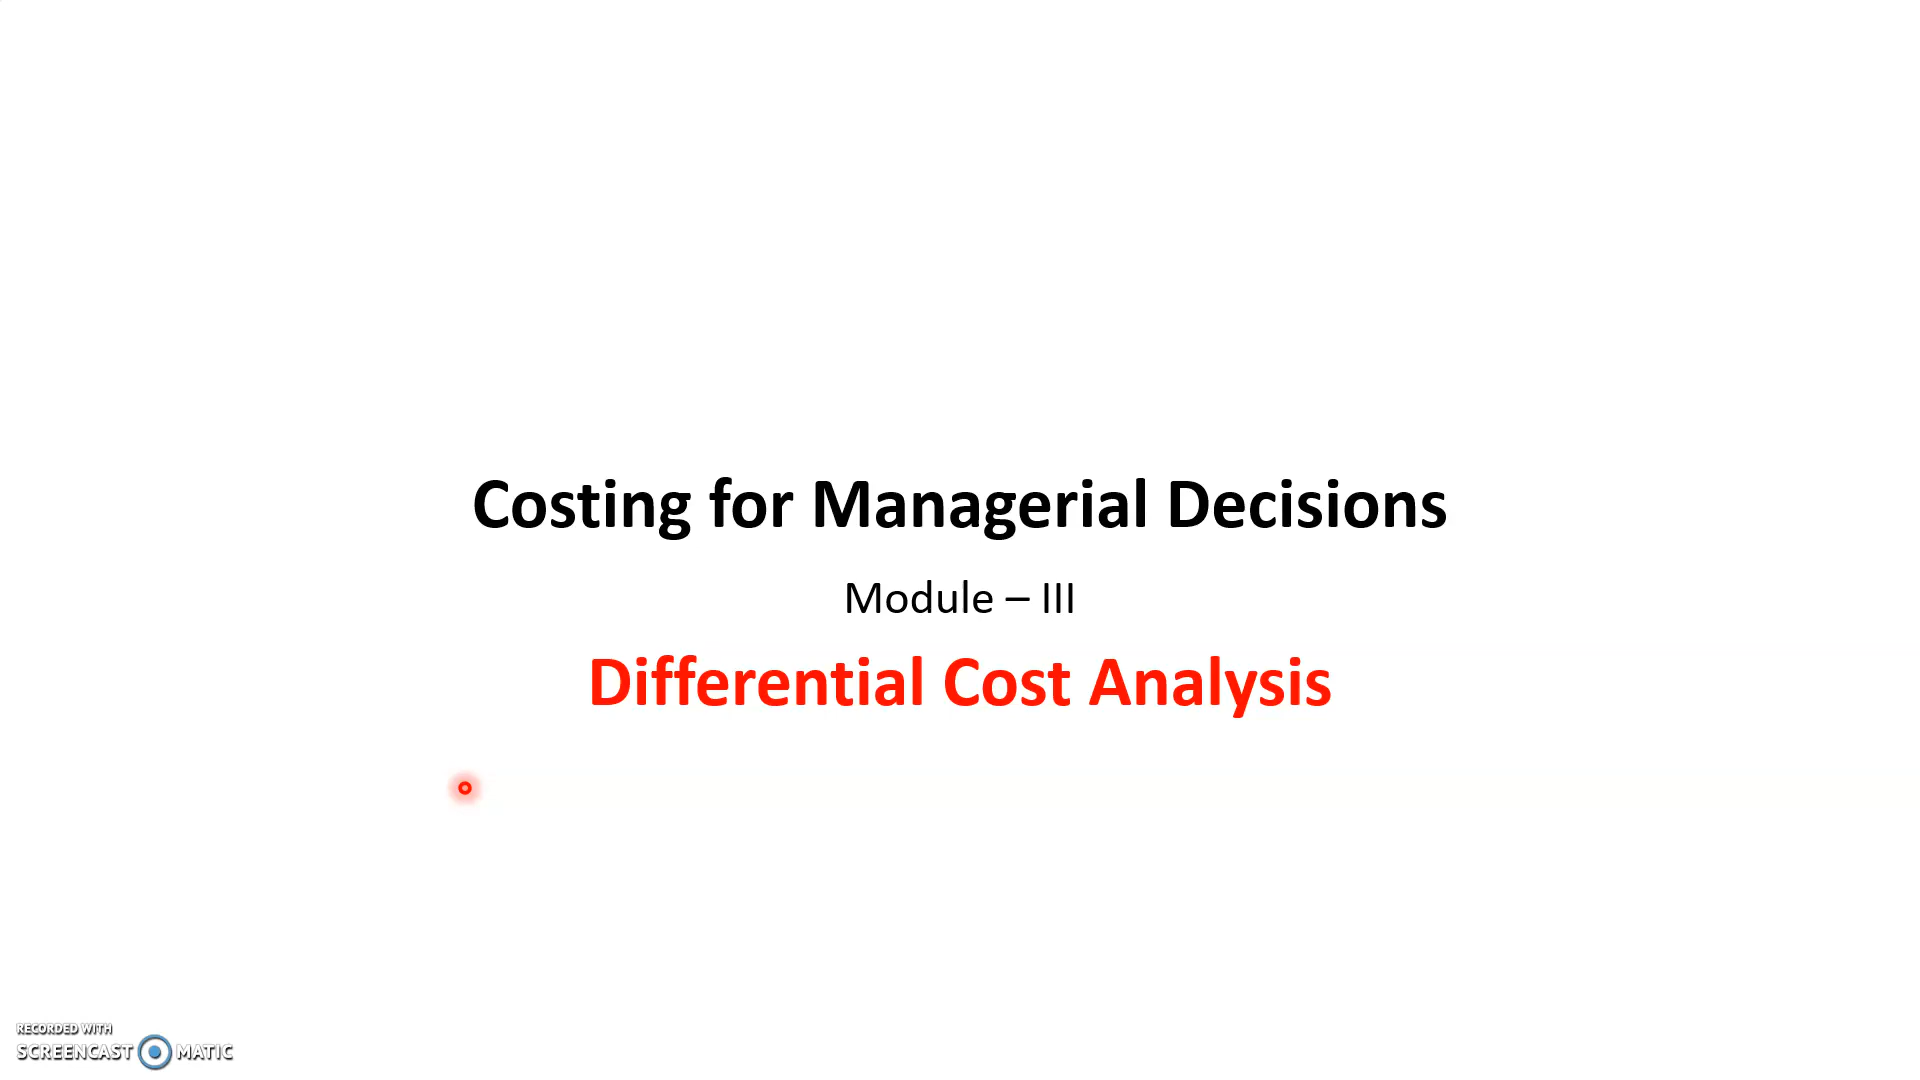 Costing for Managerial Decisions
Module – III
Differential Cost Analysis
RECORDED WITH
SCREENCAST MATIC